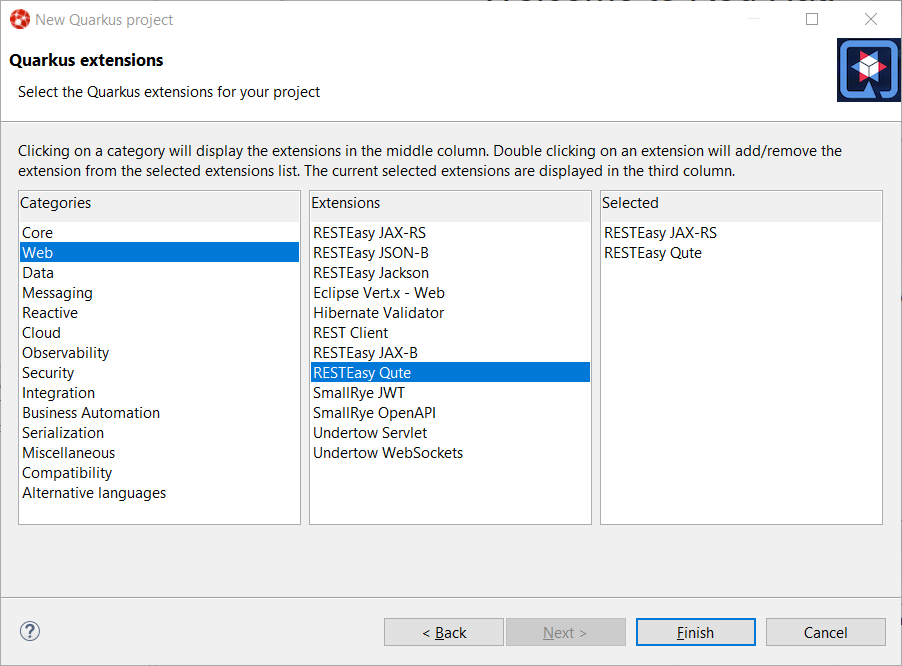 New Quarkus project
Quarkus extensions
Select the Quarkus extensions for your project
Clicking on a category will display the extensions in the middle column. Double clicking on an extension will add/remove the
extension from the selected extensions list. The current selected extensions are displayed in the third column.
Categories
Core
Web
Data
Messaging
Reactive
Cloud
Observability
Security
Integration
Business Automation
Serialization
Miscellaneous
Compatibility
Alternative languages
Extensions
RESTEasy JAX-RS
RESTEasy JSON-B
RESTEasy Jackson
Eclipse Vert.x - Web
Hibernate Validator
REST Client
RESTEasy JAX-B
RESTEasy Qute
SmallRye JWT
SmallRye OpenAPI
Undertow Servlet
Undertow WebSockets
Selected
RESTEasy JAX-RS
RESTEasy Qute
?
< Back
Next >
Finish
Cancel